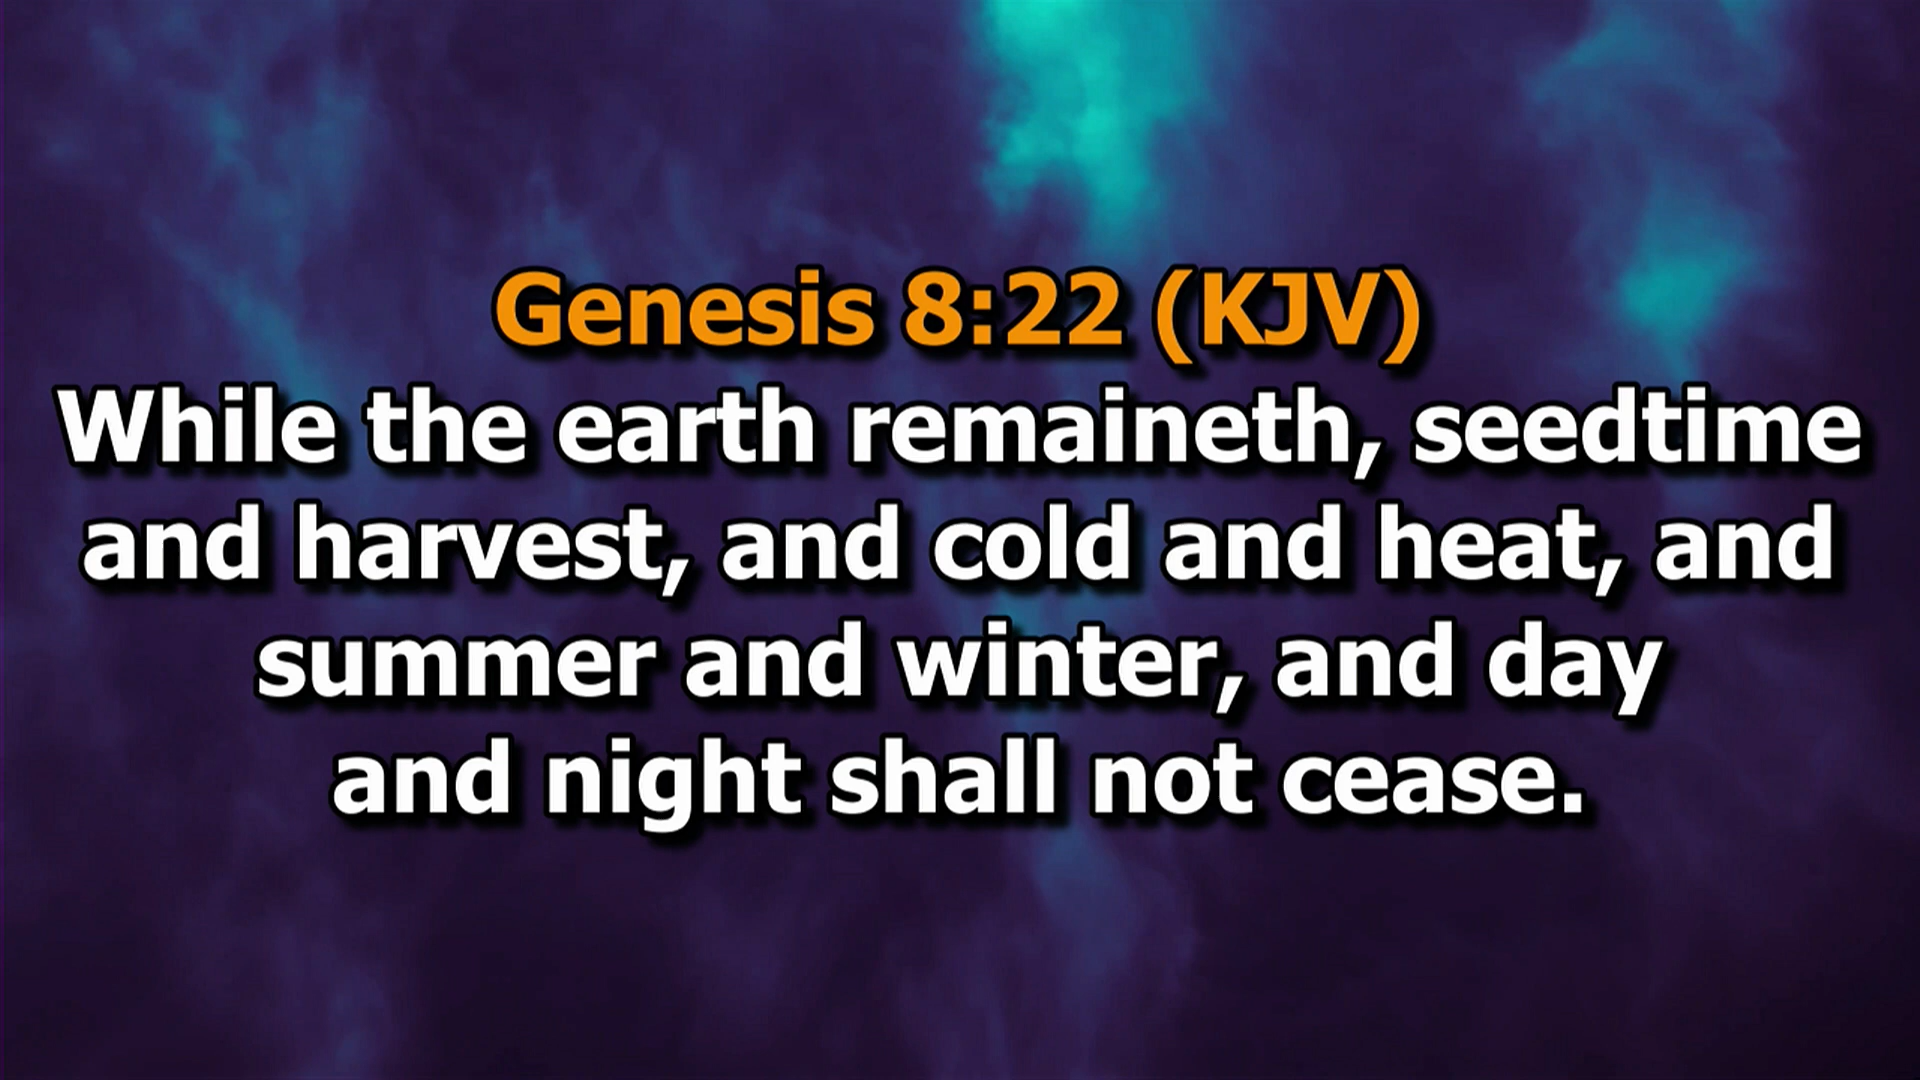 Genesis 8:22 (KJV)
While the earth remaineth, seedtime
and harvest, and cold and heat, and
summer and winter, and day
and night shall not cease.